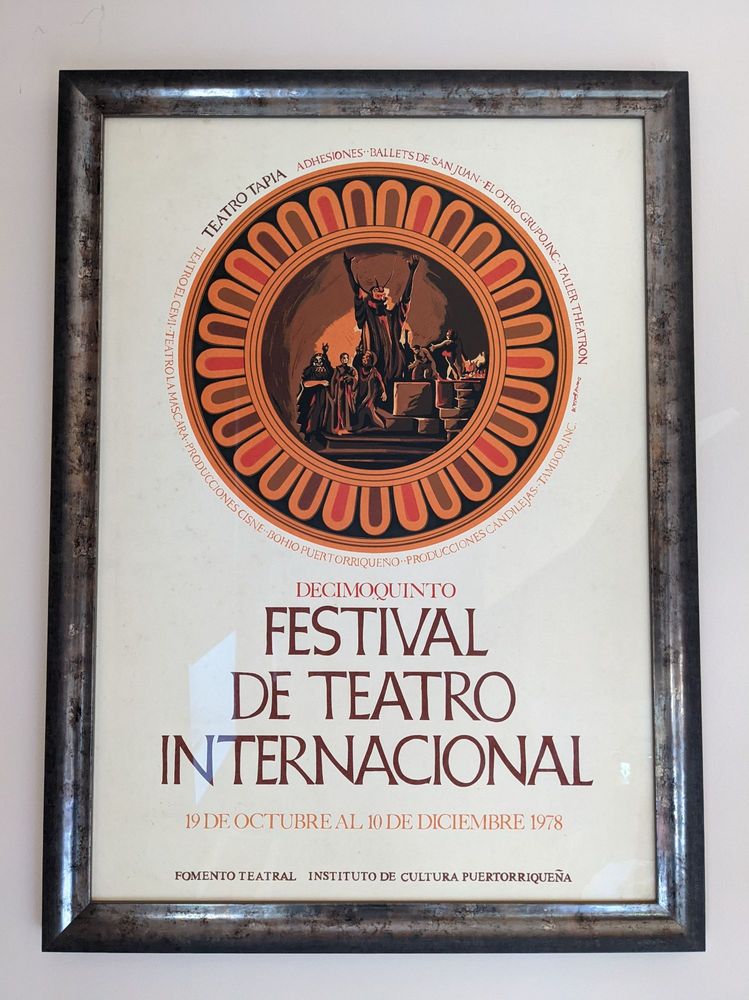 TEATRO TAPIA
ADHESIONES··BALLETS DE SAN JUAN··EL OTRO GRUPO,INC.··TALLER THEATRON
TEATRO EL CEMI··TEATRO LA MASCARA··PRODUCCIONES CISNE··BOHIO PUERTORRIQUEÑO··PRODUCCIONES CANDILEJAS··TAMBOR,INC.
DECIMOQUINTO
FESTIVAL
DE TEATRO
INTERNACIONAL
19 DE OCTUBRE AL 10 DE DICIEMBRE 1978
FOMENTO TEATRAL INSTITUTO DE CULTURA PUERTORRIQUEÑA